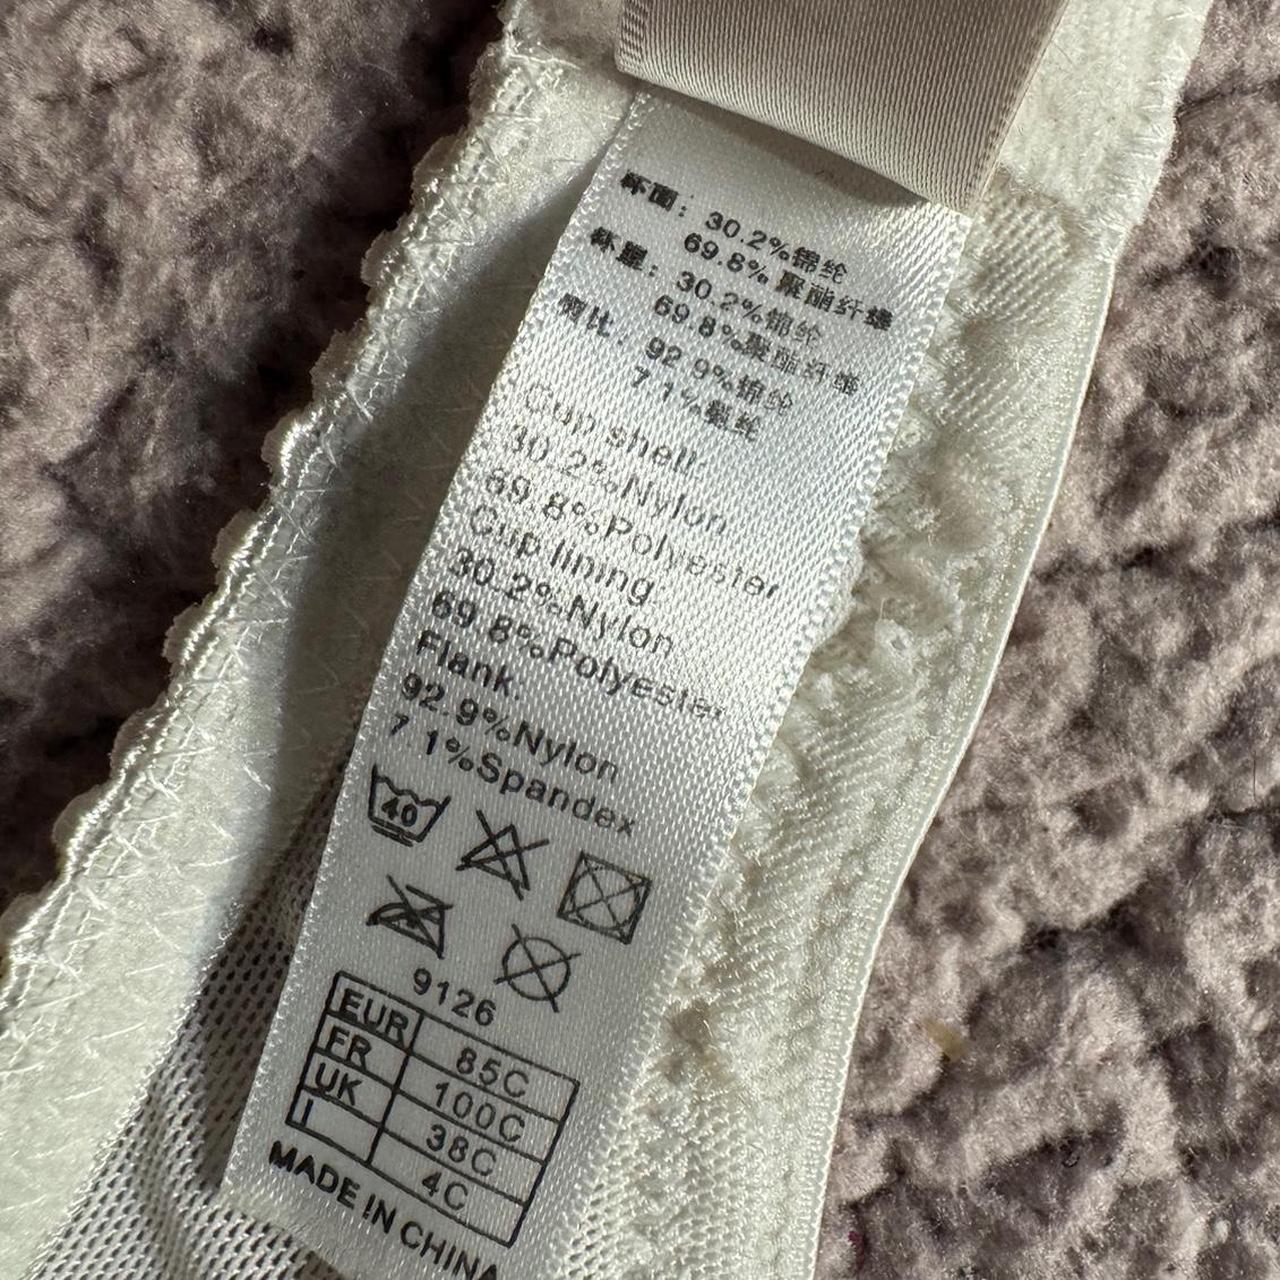 杯面：30.2%锦纶
69.8%聚酯纤维
杯里：30.2%锦纶
69.8%聚酯纤维
92.9%锦纶
7.1%氨纶
Cup shell:
30.2%Nylon
69.8%Polyester
Cup lining
30.2%Nylon
69.8%Polyester
Flank
92.9%Nylon
7.1%Spandex
40
9126
EUR 85C
FR 100C
UK 38C
I 4C
MADE IN CHINA